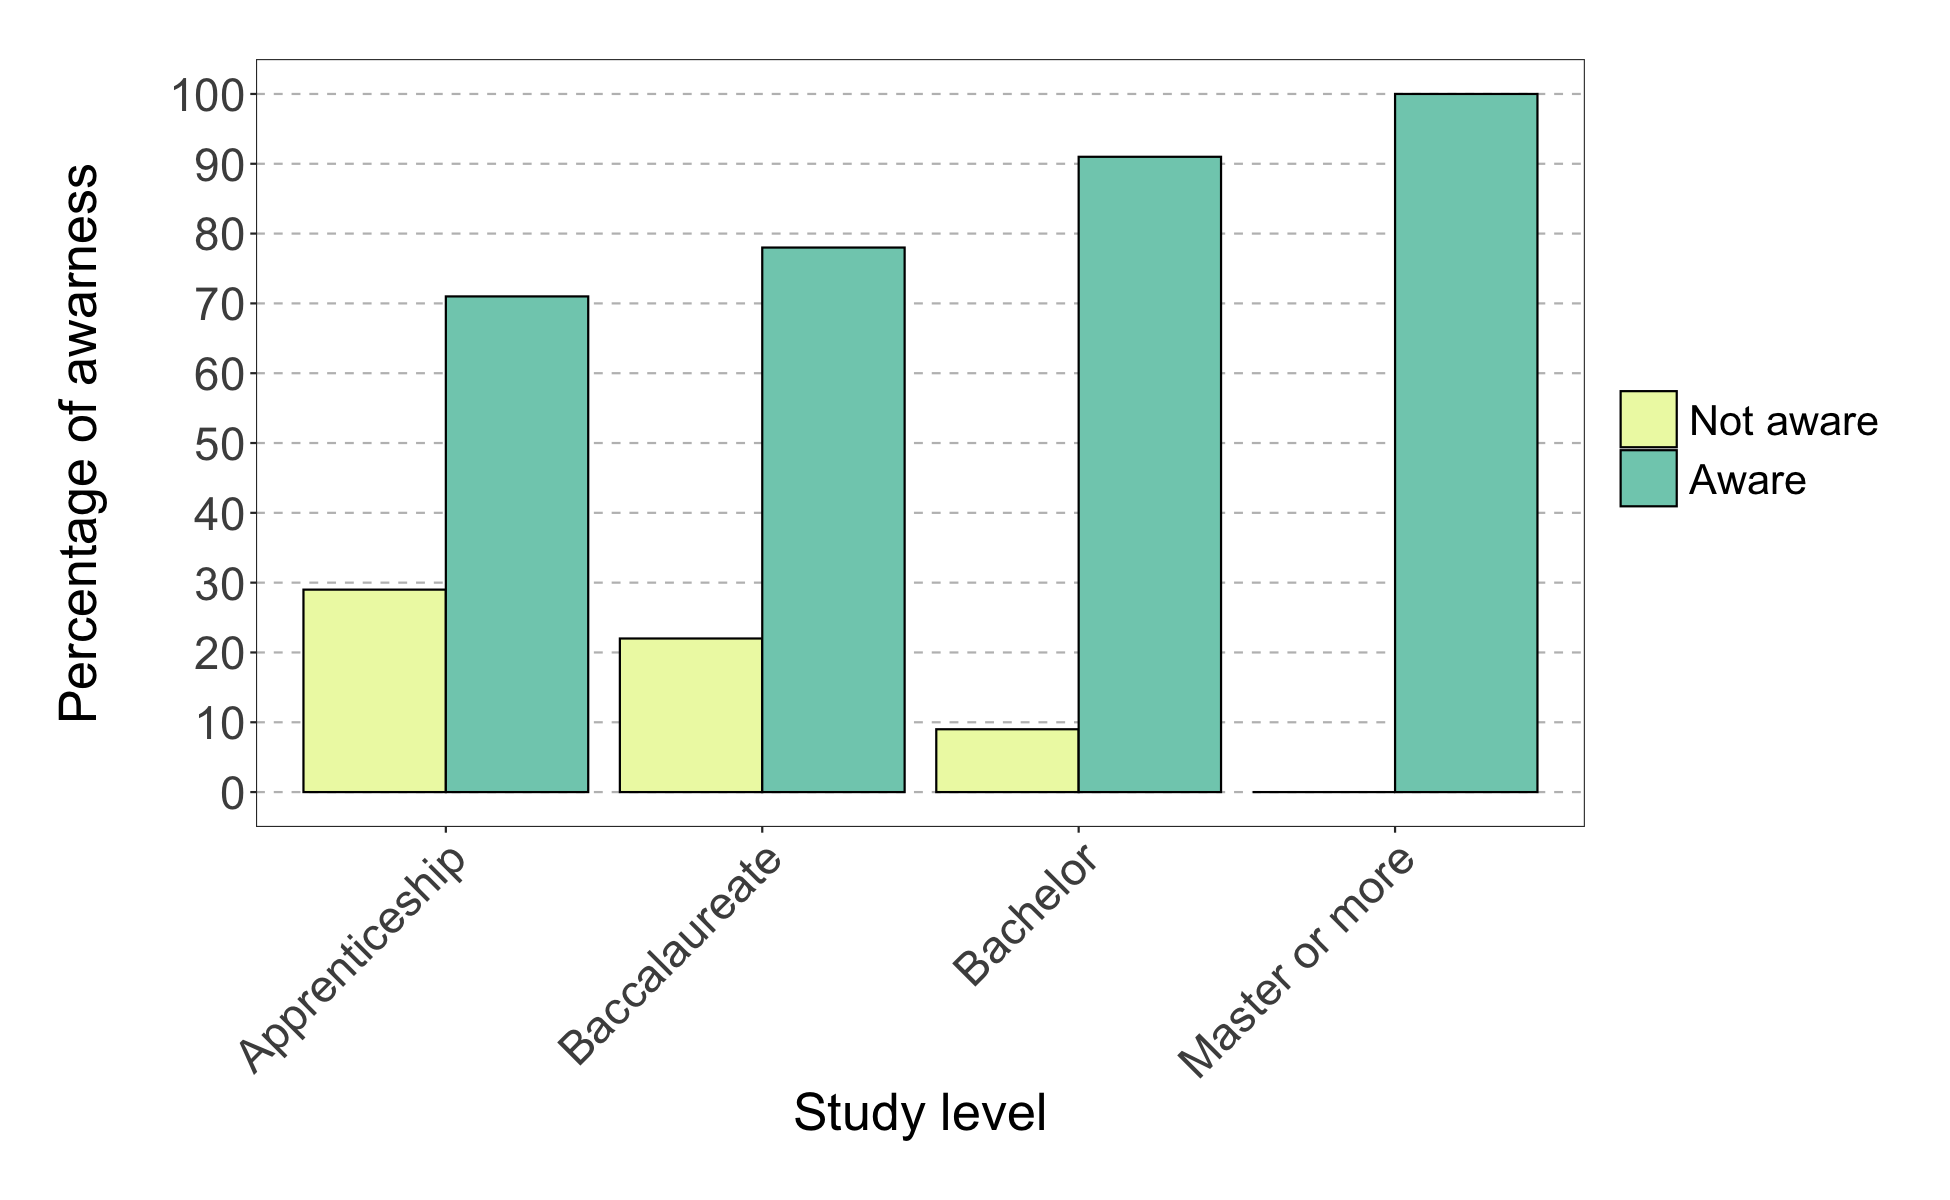 Percentage of awarness
100
90
80
70
60
50
40
30
20
10
0
Apprenticeship
Baccalaureate
Bachelor
Master or more
Study level
Not aware
Aware